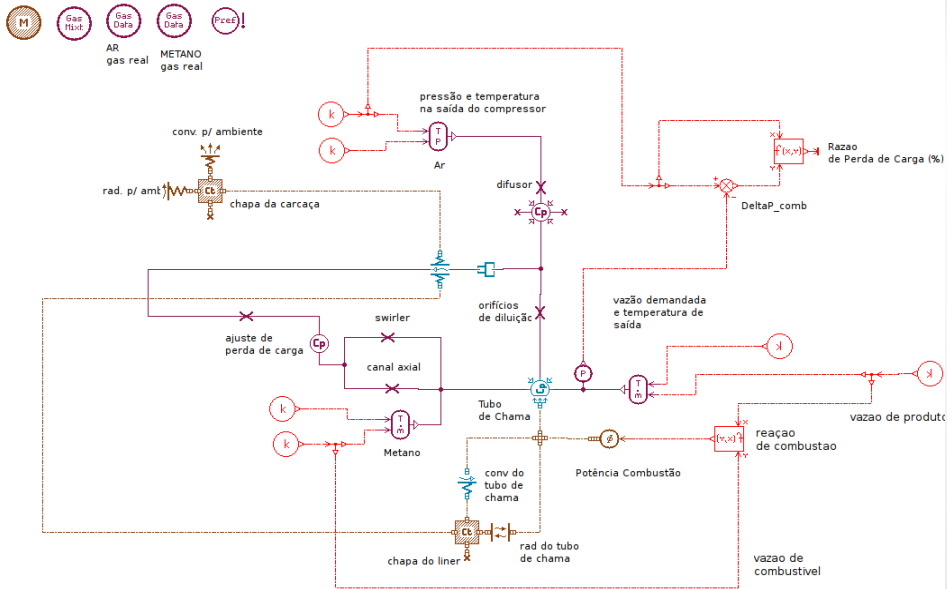 M
Gas
Mixt
Gas
Data
Gas
Data
Pref!
AR
gas real
METANO
gas real
pressão e temperatura
na saída do compressor
k
k
T
P
Ar
conv. p/ ambiente
rad. p/ amt
Ct
chapa da carcaça
difusor
Cp
X
Y
f(X,Y)
Razao
de Perda de Carga (%)
+
-
DeltaP_comb
orifícios
de diluiçãc
vazão demandada
e temperatura de
saída
swirler
ajuste de
perda de carga
Cp
canal axial
P
k
k
T
ṁ
Cp
Tubo
de Chama
k
k
T
ṁ
Metano
vazao de produto
X
Y
f(X,Y)
reaçao
de combustao
Potência Combustão
conv do
tubo de
chama
Ct
rad do tubo
de chama
chapa do liner
vazao de
combustivel